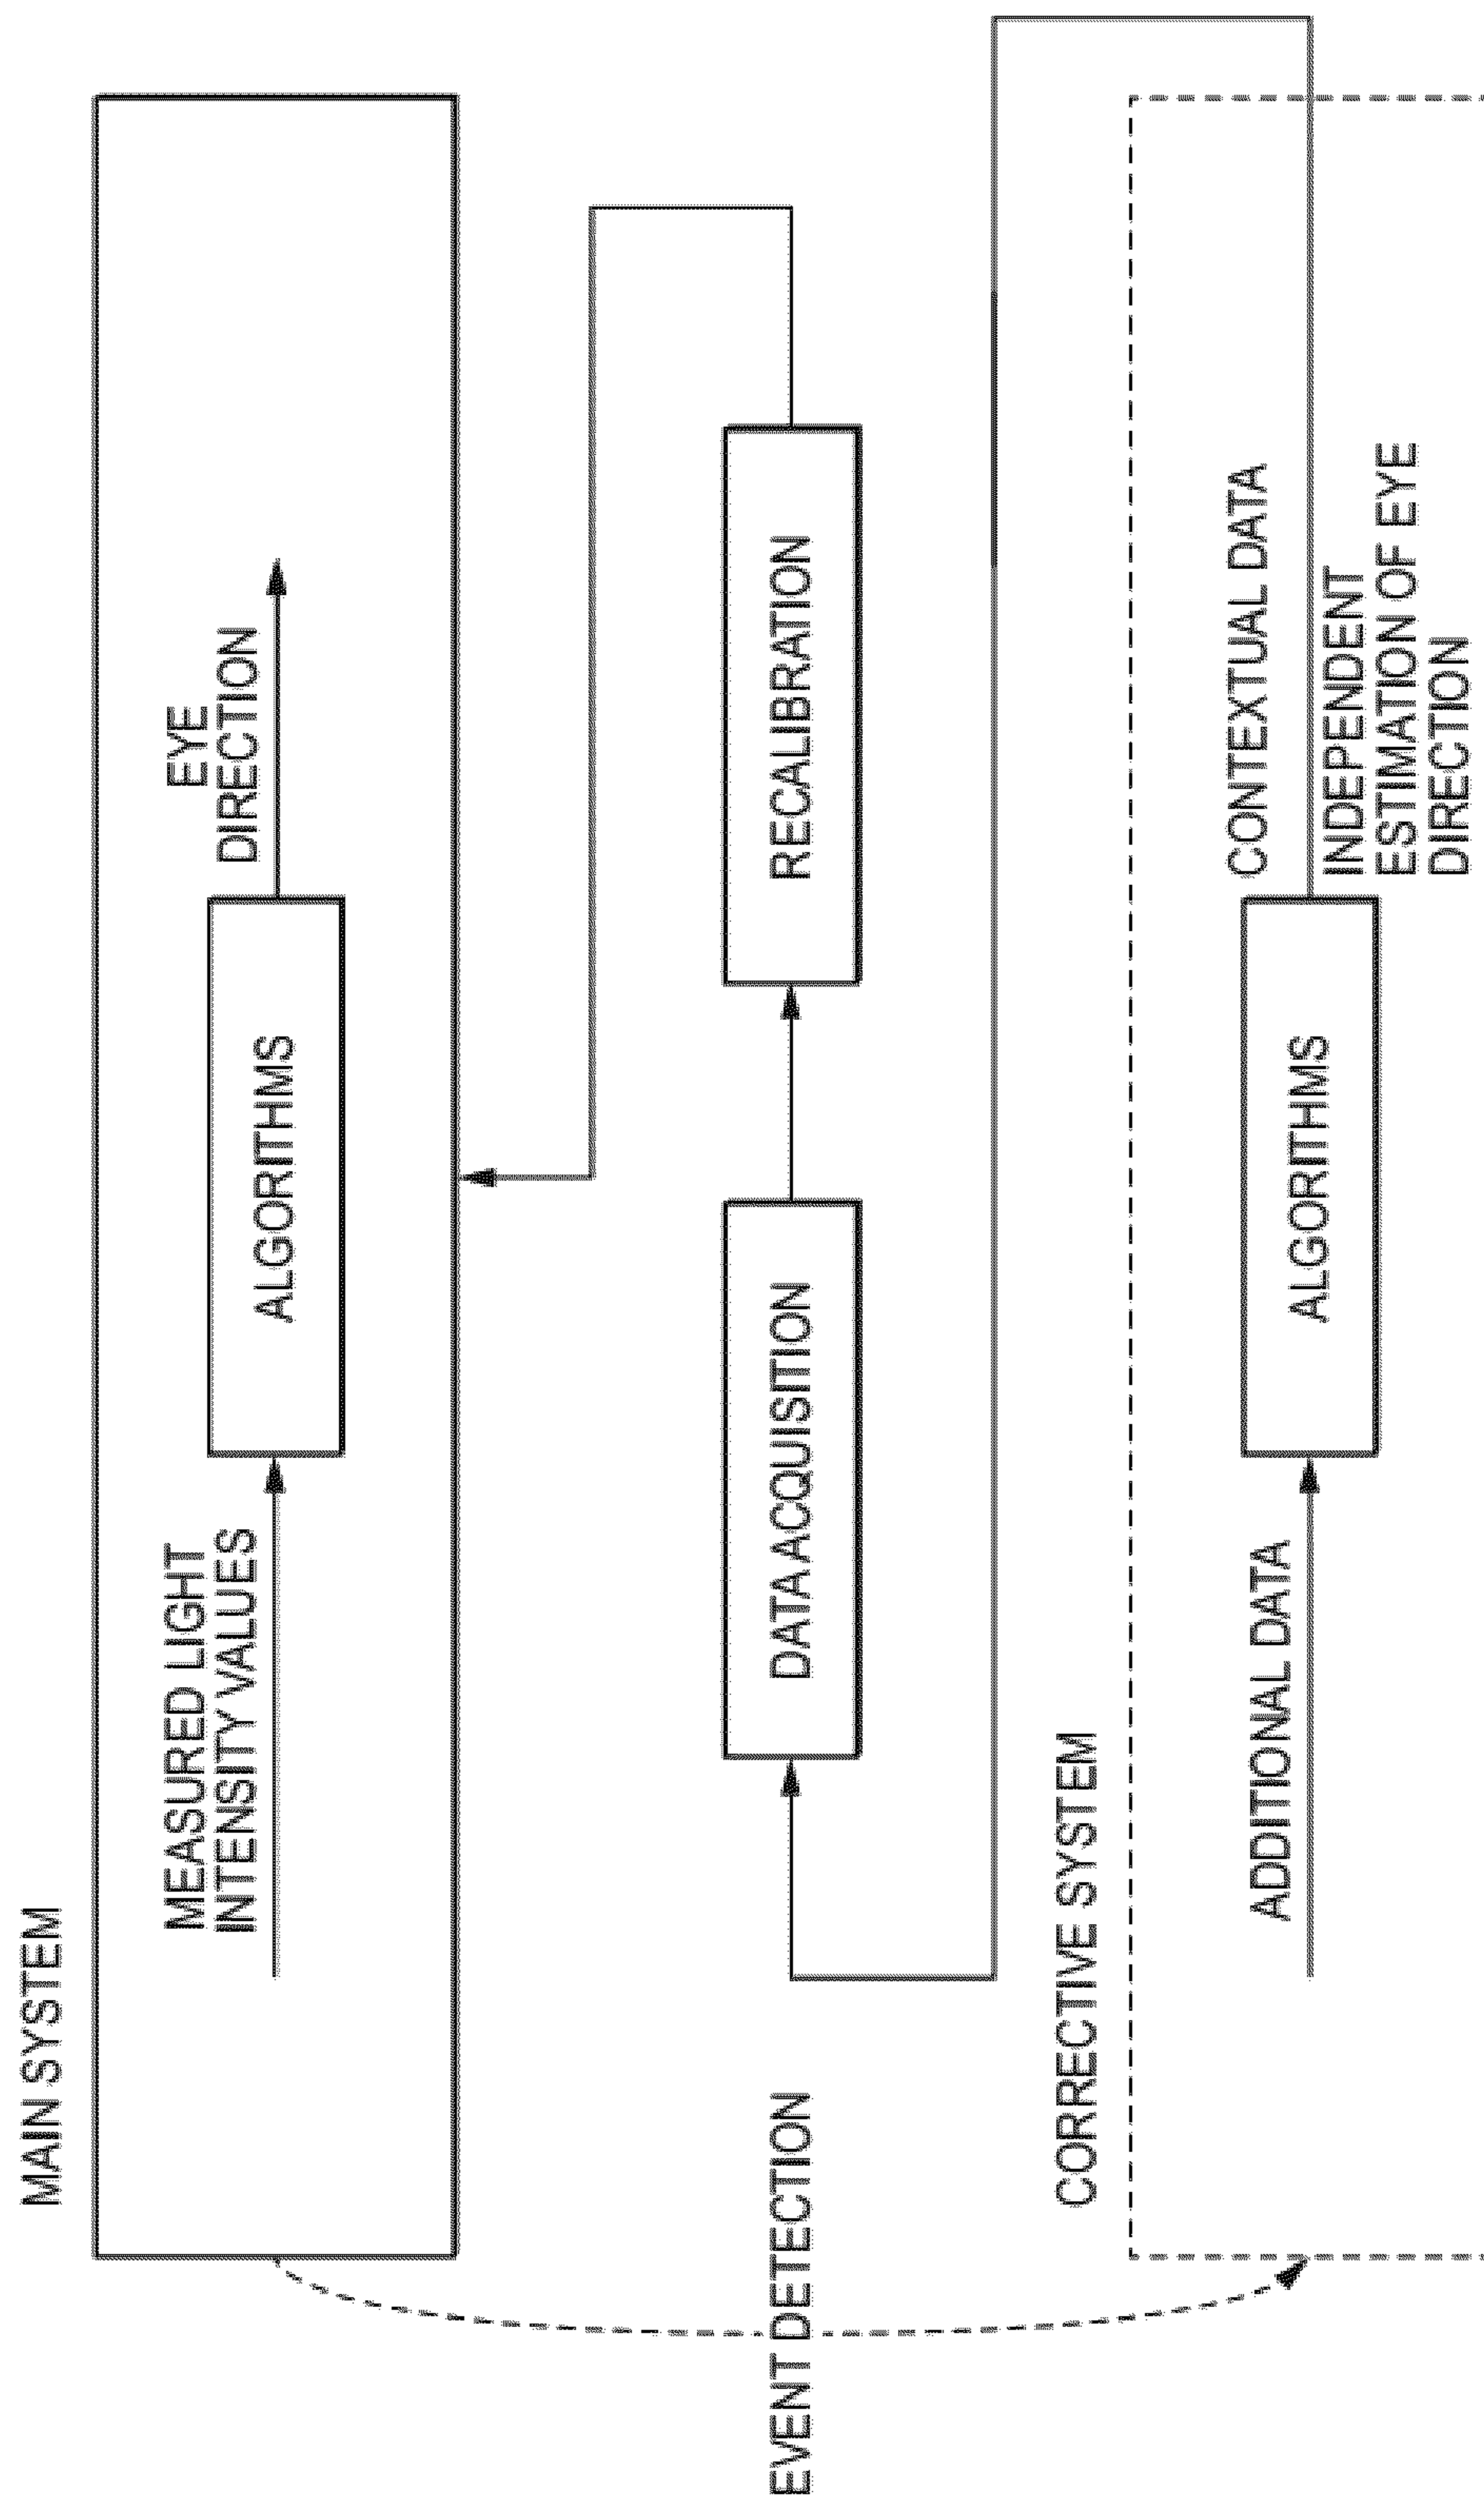 MAIN SYSTEM
MEASURED LIGHT
INTENSITY VALUES
ALGORITHMS
EYE
DIRECTION
EVENT DETECTION
DATA ACQUISITION
RECALIBRATION
CORRECTIVE SYSTEM
ADDITIONAL DATA
ALGORITHMS
CONTEXTUAL DATA
INDEPENDENT
ESTIMATION OF EYE
DIRECTION